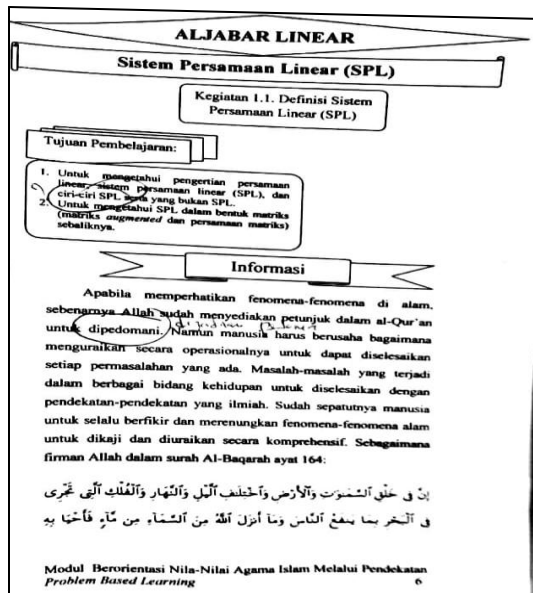 ALJABAR LINEAR
Sistem Persamaan Linear (SPL)
Kegiatan 1.1. Definisi Sistem
Persamaan Linear (SPL)
Tujuan Pembelajaran:
1. Untuk mengetahui pengertian persamaan
linear, sistem persamaan linear (SPL), dan
ciri-ciri SPL serta yang bukan SPL.
2. Untuk mengetahui SPL dalam bentuk matriks
(matriks augmented dan persamaan matriks)
sebaliknya.
Informasi
Apabila memperhatikan fenomena-fenomena di alam,
sebenarnya Allah sudah menyediakan petunjuk dalam al-Qur'an
untuk dipedomani. Namun manusia harus berusaha bagaimana
menguraikan secara operasionalnya untuk dapat diselesaikan
setiap permasalahan yang ada. Masalah-masalah yang terjadi
dalam berbagai bidang kehidupan untuk diselesaikan dengan
pendekatan-pendekatan yang ilmiah. Sudah sepatutnya manusia
untuk selalu berfikir dan merenungkan fenomena-fenomena alam
untuk dikaji dan diuraikan secara komprehensif. Sebagaimana
firman Allah dalam surah Al-Baqarah ayat 164:
إِنَّ فِى خَلْقِ ٱلسَّمَـٰوَٰتِ وَٱلْأَرْضِ وَٱخْتِلَـٰفِ ٱلَّيْلِ وَٱلنَّهَارِ وَٱلْفُلْكِ ٱلَّتِى تَجْرِى
فِى ٱلْبَحْرِ بِمَا يَنفَعُ ٱلنَّاسَ وَمَآ أَنزَلَ ٱللَّهُ مِنَ ٱلسَّمَآءِ مِن مَّآءٍ فَأَحْيَا بِهِ
Modul Berorientasi Nila-Nilai Agama Islam Melalui Pendekatan
Problem Based Learning 6